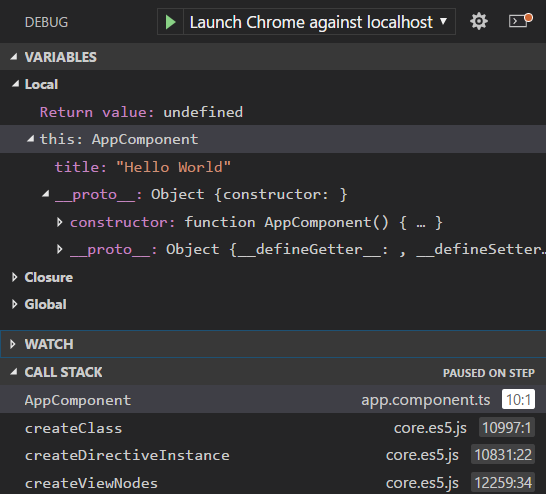 DEBUG Launch Chrome against localhost
VARIABLES
Local
Return value: undefined
this: AppComponent
title: "Hello World"
__proto__: Object {constructor: }
constructor: function AppComponent() { … }
__proto__: Object {__defineGetter__: , __defineSetter…
Closure
Global
WATCH
CALL STACK PAUSED ON STEP
AppComponent app.component.ts 10:1
createClass core.es5.js 10997:1
createDirectiveInstance core.es5.js 10831:22
createViewNodes core.es5.js 12259:34